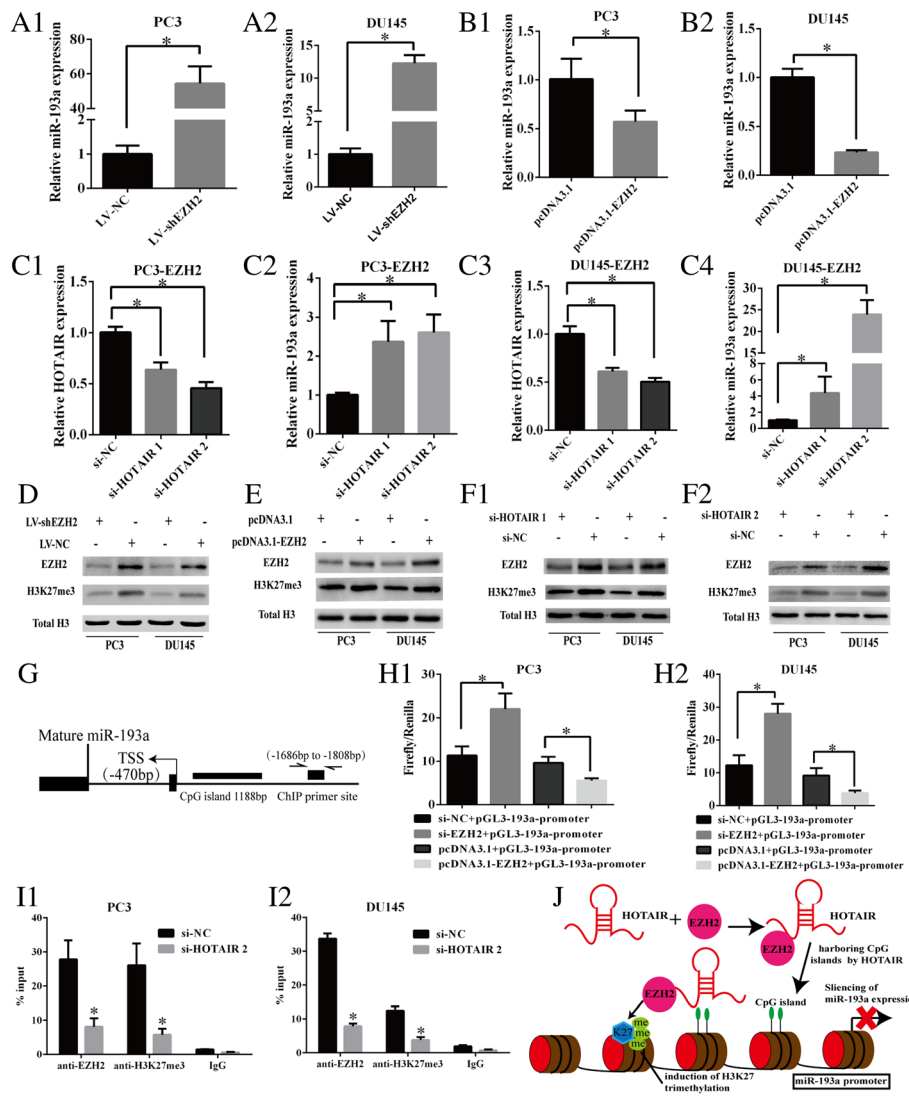 A1
PC3
Relative miR-193a expression
80
60
40
20
2
1
0
*
LV-NC
LV-shEZH2
A2
DU145
Relative miR-193a expression
15
10
5
2
1
0
*
LV-NC
LV-shEZH2
B1
PC3
Relative miR-193a expression
1.5
1.0
0.5
0.0
*
pcDNA3.1
pcDNA3.1-EZH2
B2
DU145
Relative miR-193a expression
1.5
1.0
0.5
0.0
*
pcDNA3.1
pcDNA3.1-EZH2
C1
PC3-EZH2
Relative HOTAIR expression
1.5
1.0
0.5
0.0
*
*
si-NC
si-HOTAIR 1
si-HOTAIR 2
C2
PC3-EZH2
Relative miR-193a expression
4
3
2
1
0
*
*
si-NC
si-HOTAIR 1
si-HOTAIR 2
C3
DU145-EZH2
Relative HOTAIR expression
1.5
1.0
0.5
0.0
*
*
si-NC
si-HOTAIR 1
si-HOTAIR 2
C4
DU145-EZH2
Relative miR-193a expression
30
25
20
15
8
6
4
2
0
*
*
si-NC
si-HOTAIR 1
si-HOTAIR 2
D
LV-shEZH2 + - + -
LV-NC - + - +
EZH2
H3K27me3
Total H3
PC3 DU145
E
pcDNA3.1 + - + -
pcDNA3.1-EZH2 - + - +
EZH2
H3K27me3
Total H3
PC3 DU145
F1
si-HOTAIR 1 + - + -
si-NC - + - +
EZH2
H3K27me3
Total H3
PC3 DU145
F2
si-HOTAIR 2 + - + -
si-NC - + - +
EZH2
H3K27me3
Total H3
PC3 DU145
G
Mature miR-193a
TSS
(-470bp)
(-1686bp to -1808bp)
CpG island 1188bp
ChIP primer site
H1
PC3
Firefly/Renilla
30
20
10
0
*
*
si-NC+pGL3-193a-promoter
si-EZH2+pGL3-193a-promoter
pcDNA3.1+pGL3-193a-promoter
pcDNA3.1-EZH2+pGL3-193a-promoter
H2
DU145
Firefly/Renilla
40
30
20
10
0
*
*
si-NC+pGL3-193a-promoter
si-EZH2+pGL3-193a-promoter
pcDNA3.1+pGL3-193a-promoter
pcDNA3.1-EZH2+pGL3-193a-promoter
I1
PC3
% input
40
30
20
10
0
si-NC
si-HOTAIR 2
*
*
anti-EZH2
anti-H3K27me3
IgG
I2
DU145
% input
40
30
20
10
0
si-NC
si-HOTAIR 2
*
*
anti-EZH2
anti-H3K27me3
IgG
J
HOTAIR
+
EZH2
HOTAIR
EZH2
harboring CpG
islands by HOTAIR
EZH2
CpG island
Sliencing of
miR-193a expressi
K27
me
me
me
induction of H3K27
trimethylation
miR-193a promoter